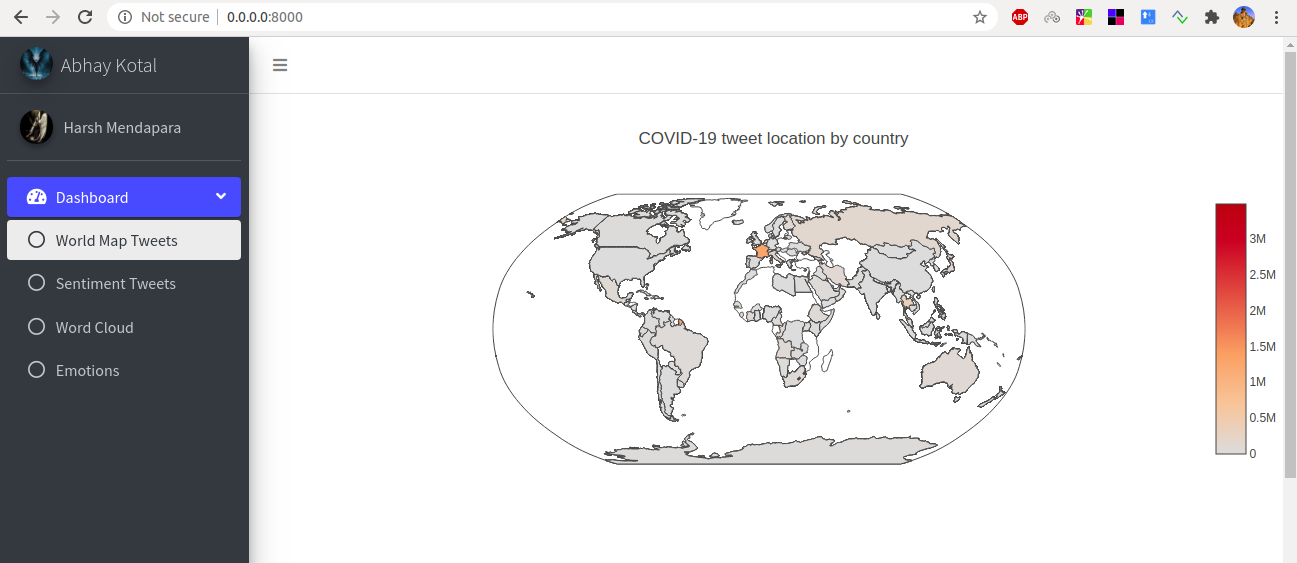 Not secure | 0.0.0.0:8000
ABP
Abhay Kotal
Harsh Mendapara
Dashboard
World Map Tweets
Sentiment Tweets
Word Cloud
Emotions
COVID-19 tweet location by country
3M
2.5M
2M
1.5M
1M
0.5M
0